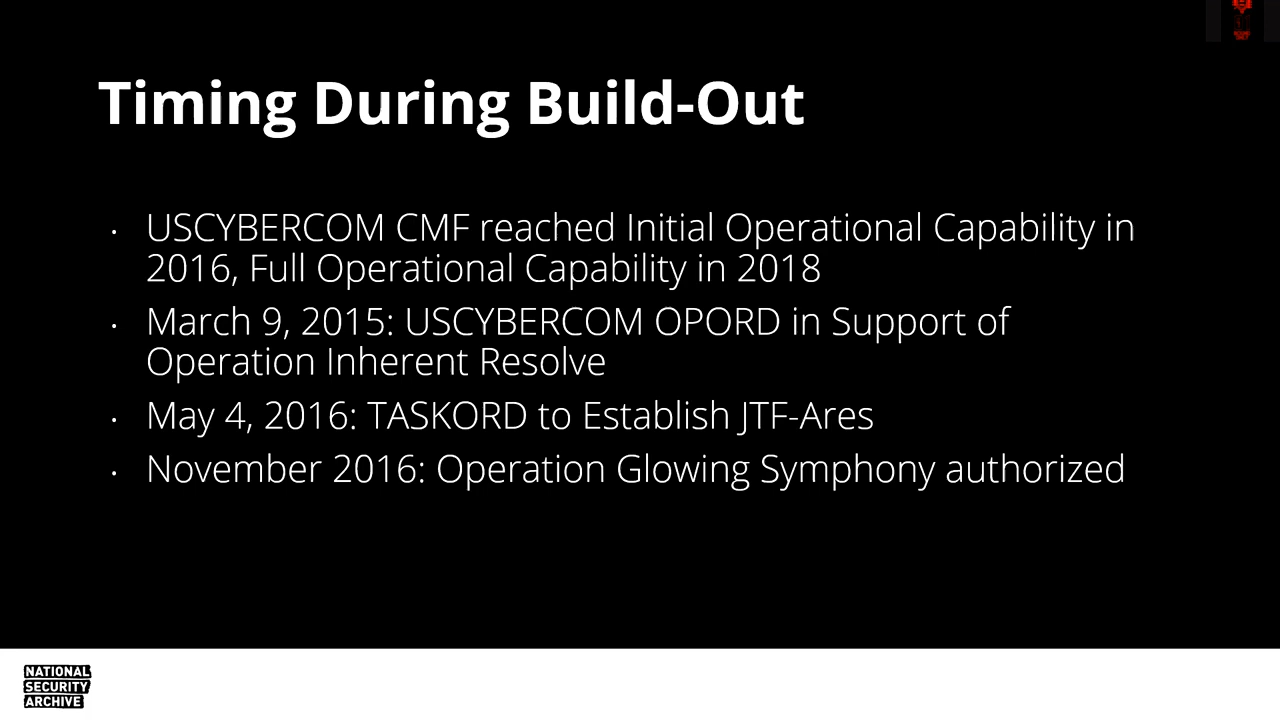 Timing During Build-Out
· USCYBERCOM CMF reached Initial Operational Capability in
2016, Full Operational Capability in 2018
· March 9, 2015: USCYBERCOM OPORD in Support of
Operation Inherent Resolve
· May 4, 2016: TASKORD to Establish JTF-Ares
· November 2016: Operation Glowing Symphony authorized
NATIONAL
SECURITY
ARCHIVE